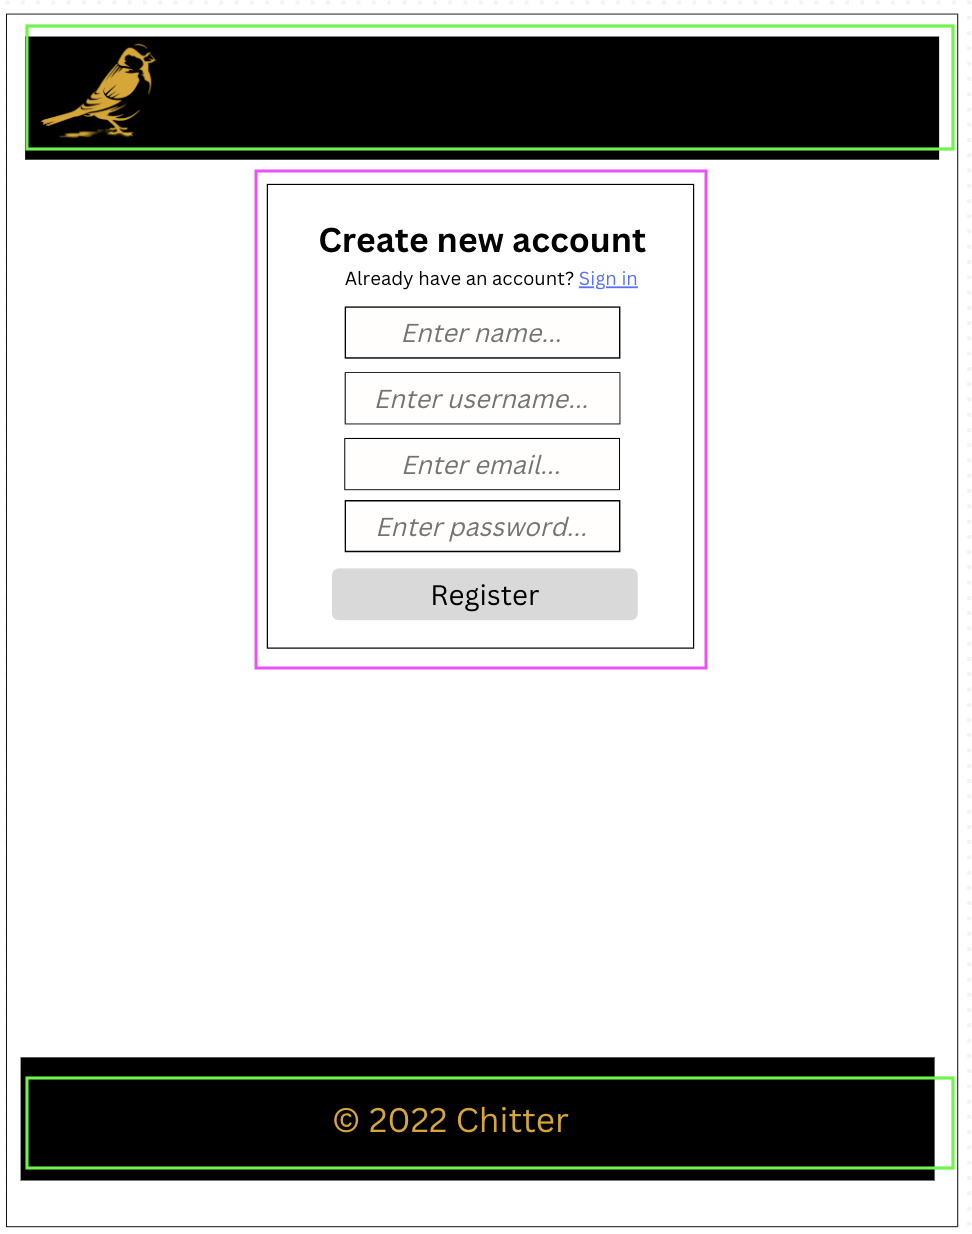 Create new account
Already have an account? Sign in
Enter name...
Enter username...
Enter email...
Enter password...
Register
© 2022 Chitter